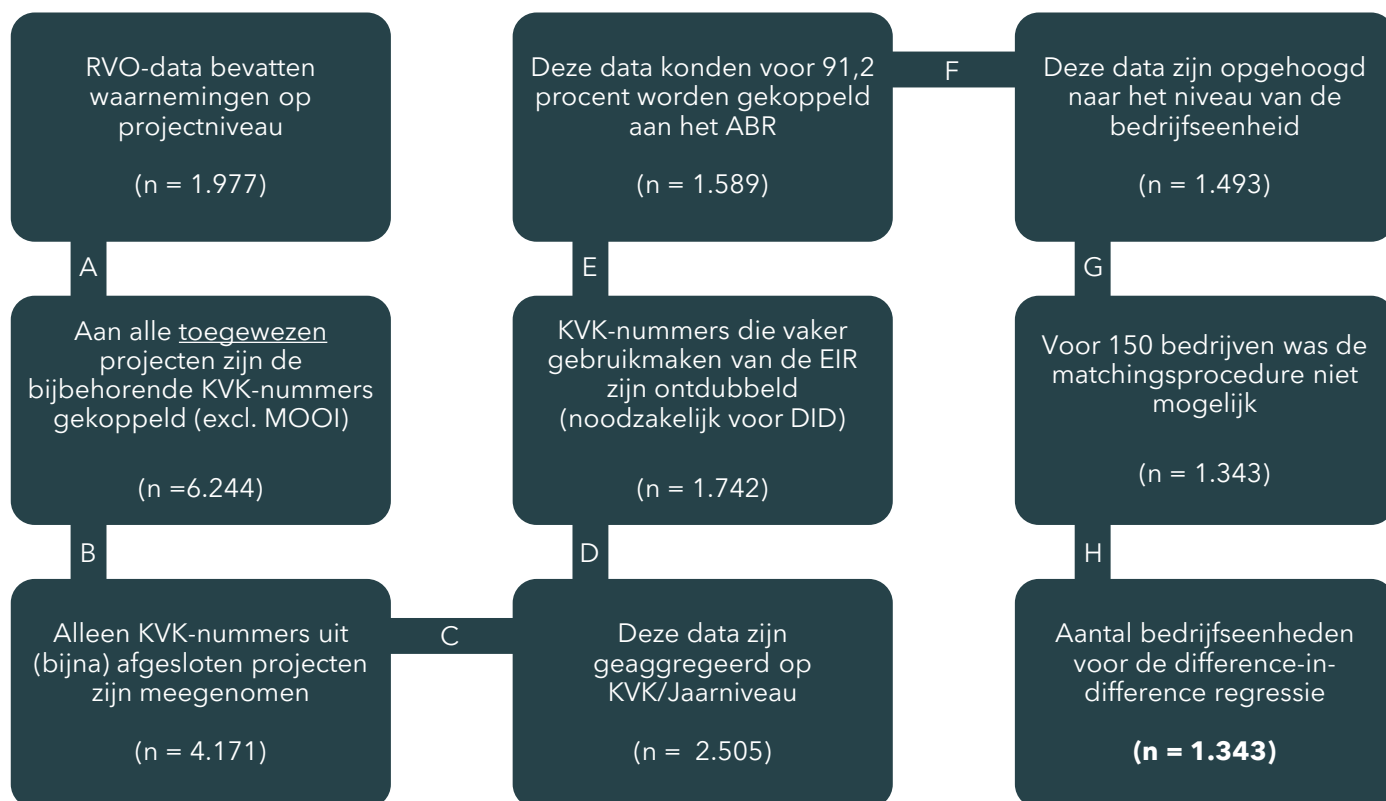 RVO-data bevatten
waarnemingen op
projectniveau
(n = 1.977)
A
Aan alle toegewezen
projecten zijn de
bijbehorende KVK-nummers
gekoppeld (excl. MOOI)
(n =6.244)
B
Alleen KVK-nummers uit
(bijna) afgesloten projecten
zijn meegenomen
(n = 4.171)
C
Deze data zijn
geaggregeerd op
KVK/Jaarniveau
(n =  2.505)
D
KVK-nummers die vaker
gebruikmaken van de EIR
zijn ontdubbeld
(noodzakelijk voor DID)
(n = 1.742)
E
Deze data konden voor 91,2
procent worden gekoppeld
aan het ABR
(n = 1.589)
F
Deze data zijn opgehoogd
naar het niveau van de
bedrijfseenheid
(n = 1.493)
G
Voor 150 bedrijven was de
matchingsprocedure niet
mogelijk
(n = 1.343)
H
Aantal bedrijfseenheden
voor de difference-in-
difference regressie
(n = 1.343)